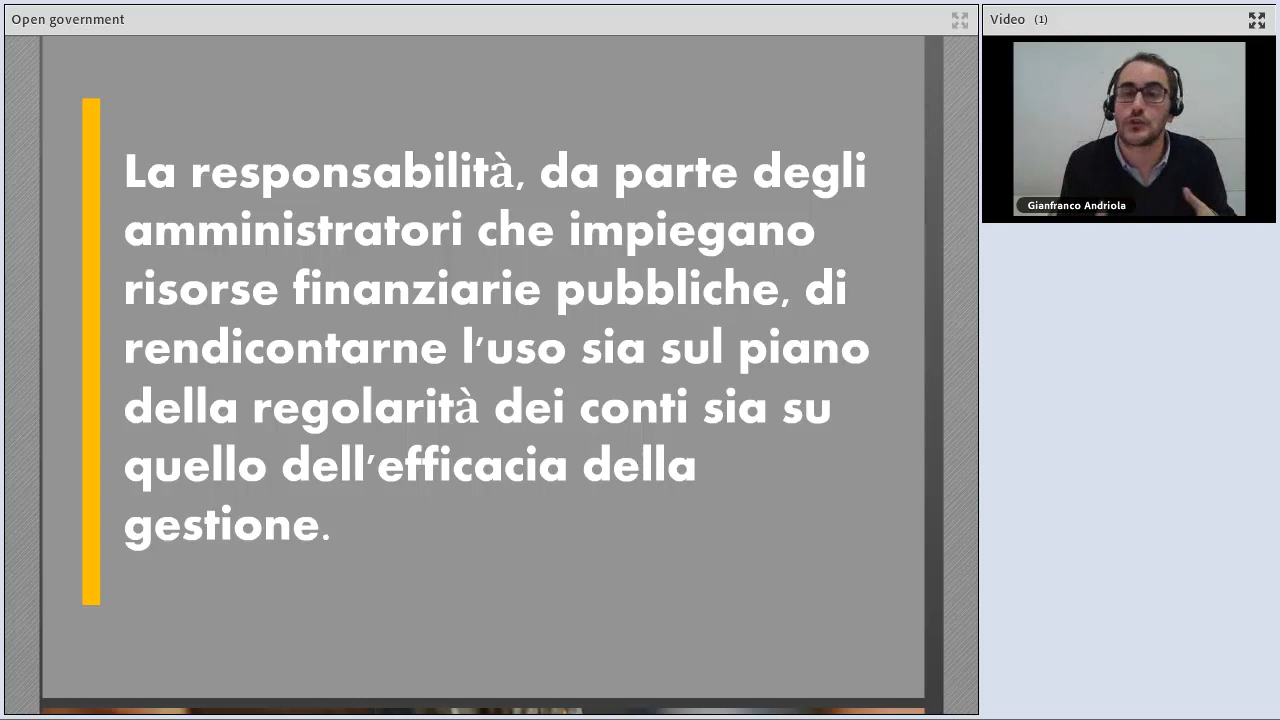 Open government
Video (1)
La responsabilità, da parte degli
amministratori che impiegano
risorse finanziarie pubbliche, di
rendicontarne l'uso sia sul piano
della regolarità dei conti sia su
quello dell'efficacia della
gestione.
Gianfranco Andriola